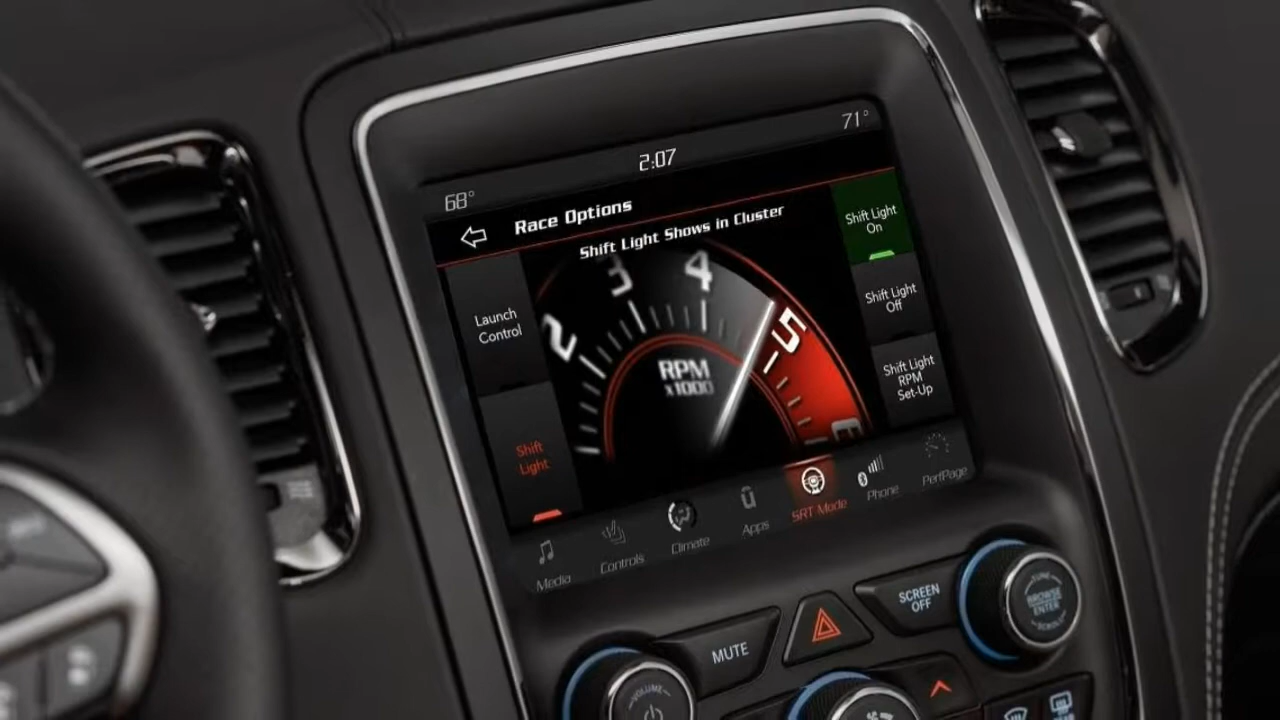 71°
2:07
68°
Race Options
Shift Light Shows in Cluster
Launch
Control
Shift
Light
2
3
4
5
RPM
x1000
Shift Light
On
Shift Light
Off
Shift Light
RPM
Set-Up
Media
Controls
Climate
Apps
SRT Mode
Phone
PerfPage
SCREEN
OFF
MUTE
TUNE
BROWSE
ENTER
SCROLL
VOLUME